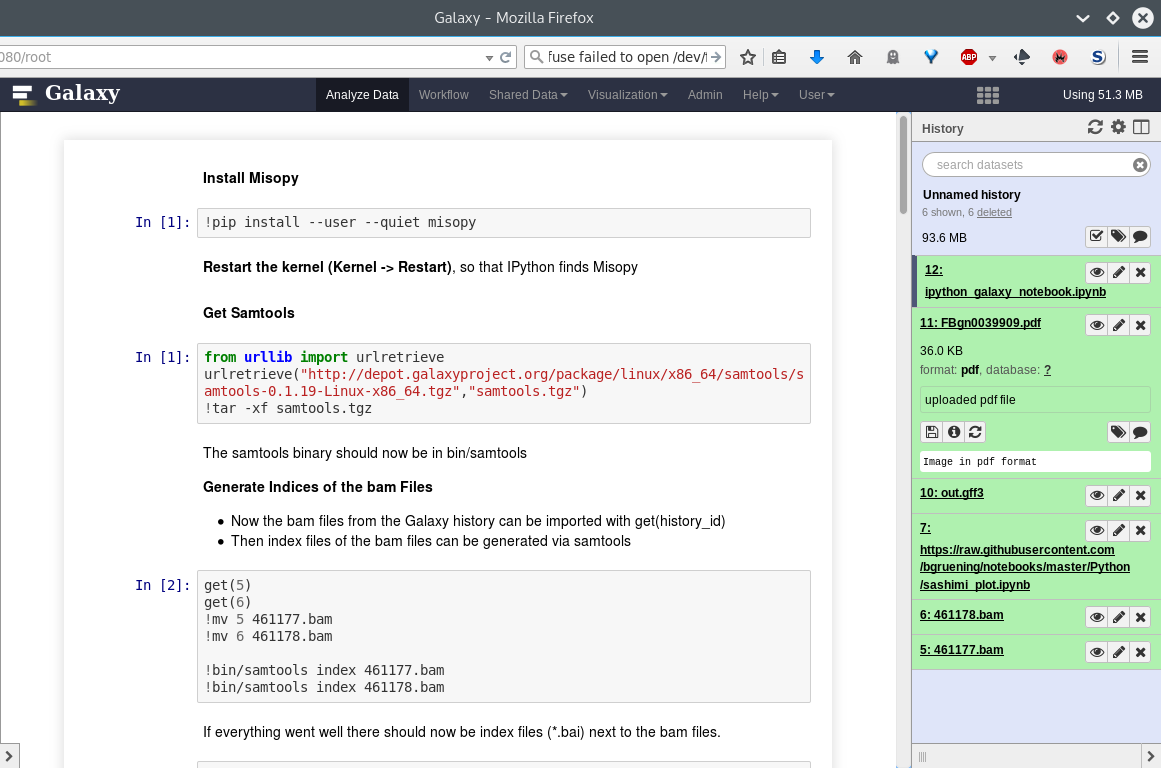 Galaxy - Mozilla Firefox
080/root
fuse failed to open /dev/
ABP
S
Galaxy
Analyze Data
Workflow
Shared Data
Visualization
Admin
Help
User
Using 51.3 MB
Install Misopy
In [1]:
!pip install --user --quiet misopy
Restart the kernel (Kernel -> Restart), so that IPython finds Misopy
Get Samtools
In [1]:
from urllib import urlretrieve
urlretrieve("http://depot.galaxyproject.org/package/linux/x86_64/samtools/s
amtools-0.1.19-Linux-x86_64.tgz","samtools.tgz")
!tar -xf samtools.tgz
The samtools binary should now be in bin/samtools
Generate Indices of the bam Files
• Now the bam files from the Galaxy history can be imported with get(history_id)
• Then index files of the bam files can be generated via samtools
In [2]:
get(5)
get(6)
!mv 5 461177.bam
!mv 6 461178.bam
!bin/samtools index 461177.bam
!bin/samtools index 461178.bam
If everything went well there should now be index files (*.bai) next to the bam files.
History
search datasets
Unnamed history
6 shown, 6 deleted
93.6 MB
12:
ipython_galaxy_notebook.ipynb
11: FBgn0039909.pdf
36.0 KB
format: pdf, database: ?
uploaded pdf file
Image in pdf format
10: out.gff3
7:
https://raw.githubusercontent.com
/bgruening/notebooks/master/Python
/sashimi_plot.ipynb
6: 461178.bam
5: 461177.bam